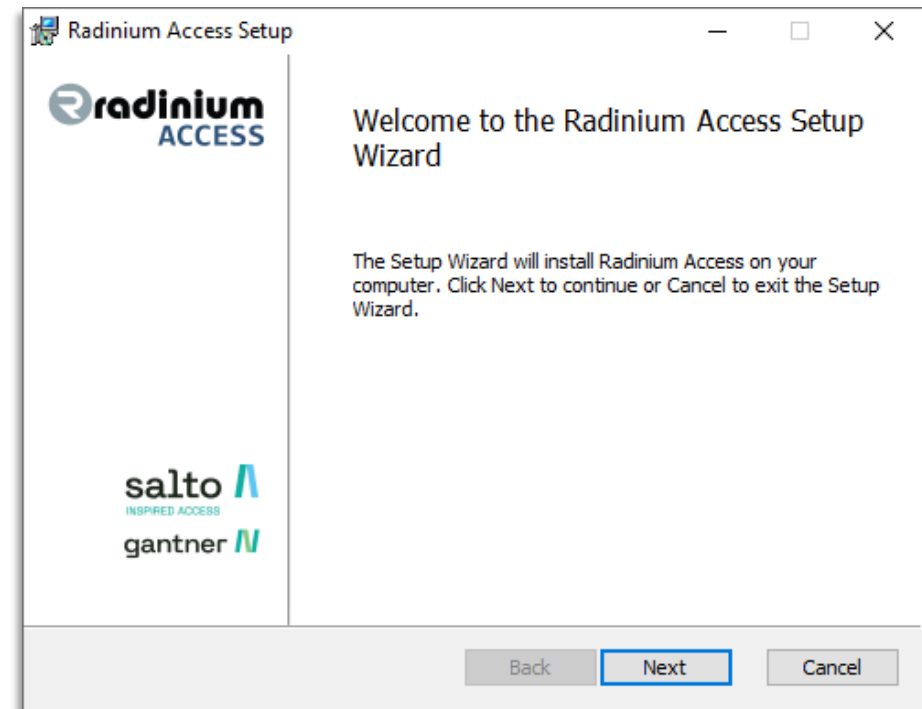 Radinium Access Setup
radinium
ACCESS
Welcome to the Radinium Access Setup
Wizard
The Setup Wizard will install Radinium Access on your
computer. Click Next to continue or Cancel to exit the Setup
Wizard.
salto
INSPIRED ACCESS
gantner
Back
Next
Cancel